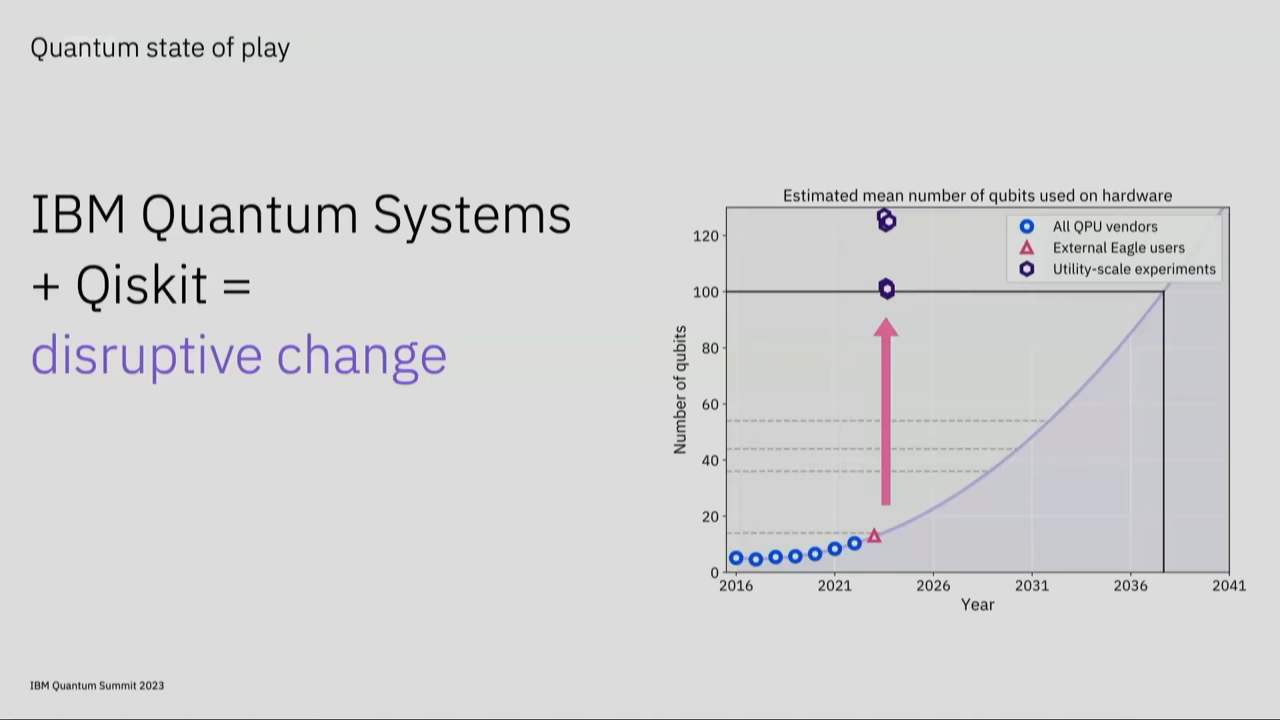 Quantum state of play
IBM Quantum Systems
+ Qiskit =
disruptive change
Estimated mean number of qubits used on hardware
All QPU vendors
External Eagle users
Utility-scale experiments
Number of qubits
120
100
80
60
40
20
0
2016 2021 2026 2031 2036 2041
Year
IBM Quantum Summit 2023